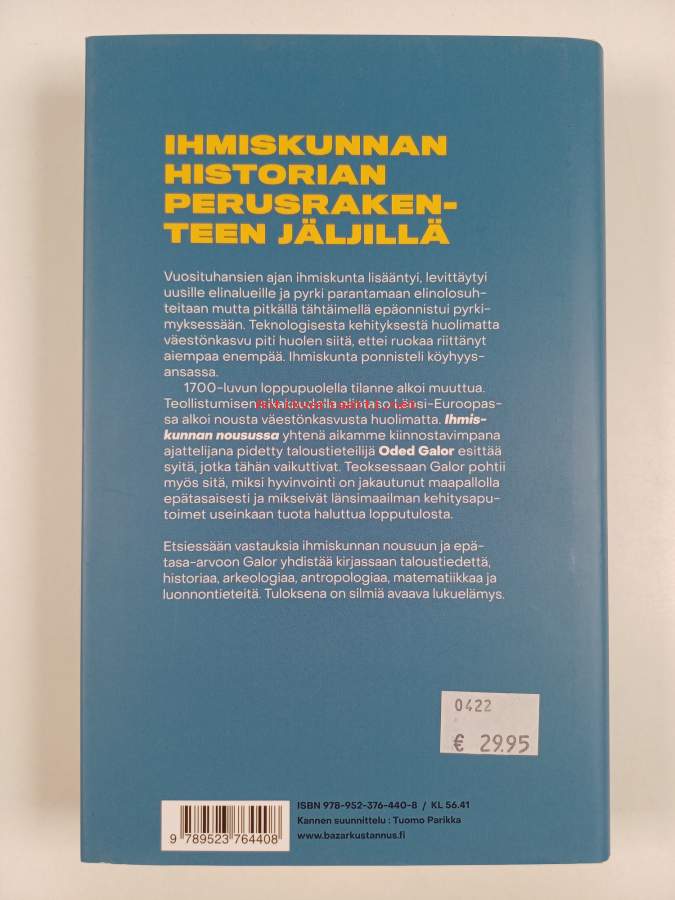 IHMISKUNNAN
HISTORIAN
PERUSRAKEN-
TEEN JÄLJILLÄ
Vuosituhansien ajan ihmiskunta lisääntyi, levittäytyi
uusille elinalueille ja pyrki parantamaan elinolosuh-
teitaan mutta pitkällä tähtäimellä epäonnistui pyrki-
myksessään. Teknologisesta kehityksestä huolimatta
väestönkasvu piti huolen siitä, ettei ruokaa riittänyt
aiempaa enempää. Ihmiskunta ponnisteli köyhyys-
ansassa.
1700-luvun loppupuolella tilanne alkoi muuttua.
Teollistumisen aikakaudella elintaso Länsi-Euroopas-
sa alkoi nousta väestönkasvusta huolimatta. Ihmis-
kunnan nousussa yhtenä aikamme kiinnostavimpana
ajattelijana pidetty taloustieteilijä Oded Galor esittää
syitä, jotka tähän vaikuttivat. Teoksessaan Galor pohtii
myös sitä, miksi hyvinvointi on jakautunut maapallolla
epätasaisesti ja mikseivät länsimaailman kehitysapu-
toimet useinkaan tuota haluttua lopputulosta.
Etsiessään vastauksia ihmiskunnan nousuun ja epä-
tasa-arvoon Galor yhdistää kirjassaan taloustiedettä,
historiaa, arkeologiaa, antropologiaa, matematiikkaa ja
luonnontieteitä. Tuloksena on silmiä avaava lukuelämys.
0422
€ 29.95
ISBN 978-952-376-440-8 / KL 56.41
Kannen suunnittelu : Tuomo Parikka
www.bazarkustannus.fi
9 789523 764408